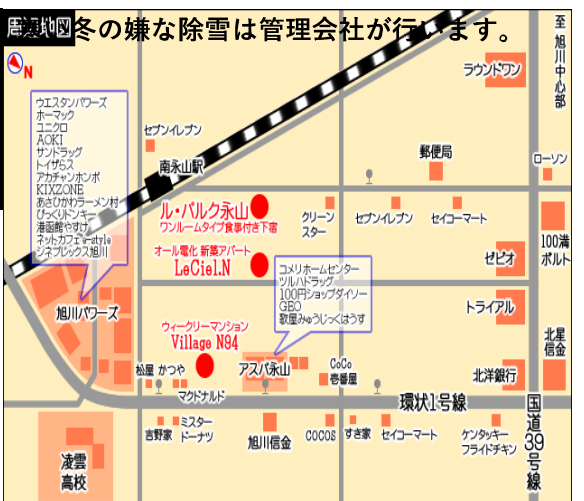 周辺地図
冬の嫌な除雪は管理会社が行います。
至旭川中心部
N
ラウンドワン
ウエスタンパワーズ
ホーマック
ユニクロ
AOKI
サンドラッグ
トイザらス
アカチャンホンポ
KIXZONE
あさひかわラーメン村
びっくりドンキー
港函館やすけ
ネットカフェe-style
シネプレックス旭川
セブンイレブン
南永山駅
郵便局
ローソン
ル・パルク永山
ワンルームタイプ食事付き下宿
クリーン
スター
セブンイレブン
セイコーマート
100満
ボルト
オール電化 新築アパート
LeCiel.N
ゼビオ
コメリホームセンター
ツルハドラッグ
100円ショップダイソー
GEO
歌屋みゅうじっくはうす
旭川パワーズ
トライアル
ウィークリーマンション
Village N94
北星
信金
松屋 かつや
アスパ永山
CoCo
壱番屋
北洋銀行
マクドナルド
環状1号線
国道39号線
吉野家
ミスター
ドーナツ
旭川信金
COCOS
すき家
セイコーマート
ケンタッキー
フライドチキン
凌雲
高校